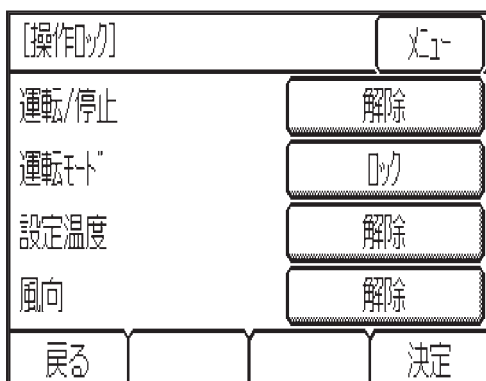 [操作ロック] メニュー
運転/停止 解除
運転モード ロック
設定温度 解除
風向 解除
戻る 決定